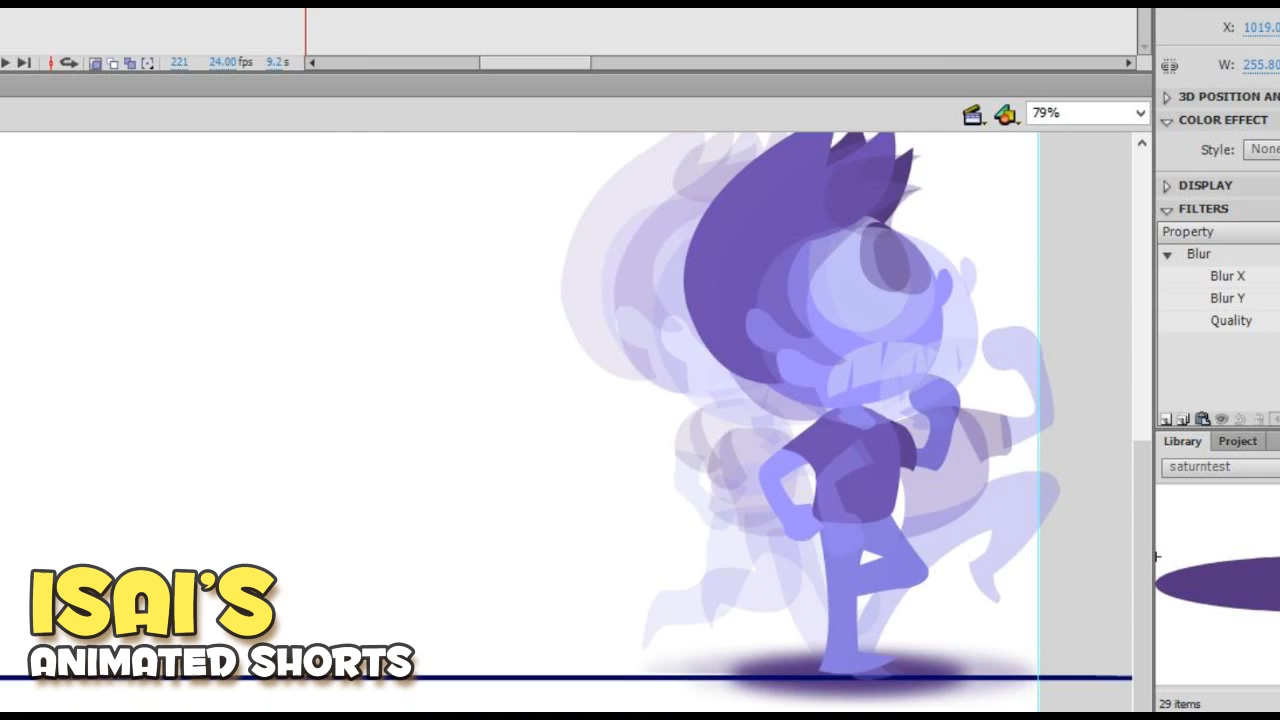 X: 1019.0
221 24.00 fps 9.2 s
W: 255.80
3D POSITION AN
79%
COLOR EFFECT
Style: None
DISPLAY
FILTERS
Property
Blur
Blur X
Blur Y
Quality
Library Project
saturntest
29 items
ISAI'S
ANIMATED SHORTS